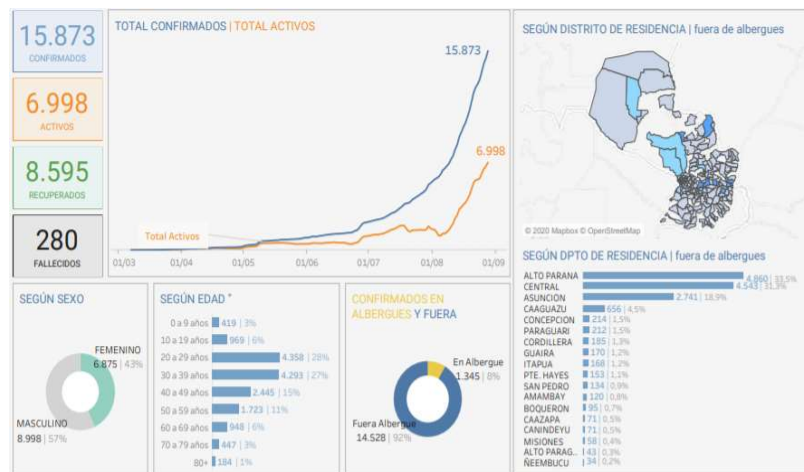 15.873
CONFIRMADOS
6.998
ACTIVOS
8.595
RECUPERADOS
280
FALLECIDOS
TOTAL CONFIRMADOS | TOTAL ACTIVOS
15.873
6.998
Total Activos
01/03 01/04 01/05 01/06 01/07 01/08 01/09
SEGÚN DISTRITO DE RESIDENCIA | fuera de albergues
© 2020 Mapbox © OpenStreetMap
SEGÚN SEXO
FEMENINO
6.875 | 43%
MASCULINO
8.998 | 57%
SEGÚN EDAD *
0 a 9 años 419 | 3%
10 a 19 años 969 | 6%
20 a 29 años 4.358 | 28%
30 a 39 años 4.293 | 27%
40 a 49 años 2.445 | 15%
50 a 59 años 1.723 | 11%
60 a 69 años 948 | 6%
70 a 79 años 447 | 3%
80+ 184 | 1%
CONFIRMADOS EN
ALBERGUES Y FUERA
En Albergue
1.345 | 8%
Fuera Albergue
14.528 | 92%
SEGÚN DPTO DE RESIDENCIA | fuera de albergues
ALTO PARANA 4.860 | 33,5%
CENTRAL 4.543 | 31,3%
ASUNCION 2.741 | 18,9%
CAAGUAZU 656 | 4,5%
CONCEPCION 214 | 1,5%
PARAGUARI 212 | 1,5%
CORDILLERA 185 | 1,3%
GUAIRA 170 | 1,2%
ITAPUA 168 | 1,2%
PTE. HAYES 153 | 1,1%
SAN PEDRO 134 | 0,9%
AMAMBAY 120 | 0,8%
BOQUERON 95 | 0,7%
CAAZAPA 71 | 0,5%
CANINDEYU 71 | 0,5%
MISIONES 58 | 0,4%
ALTO PARAG.. 43 | 0,3%
ÑEEMBUCU 34 | 0,2%